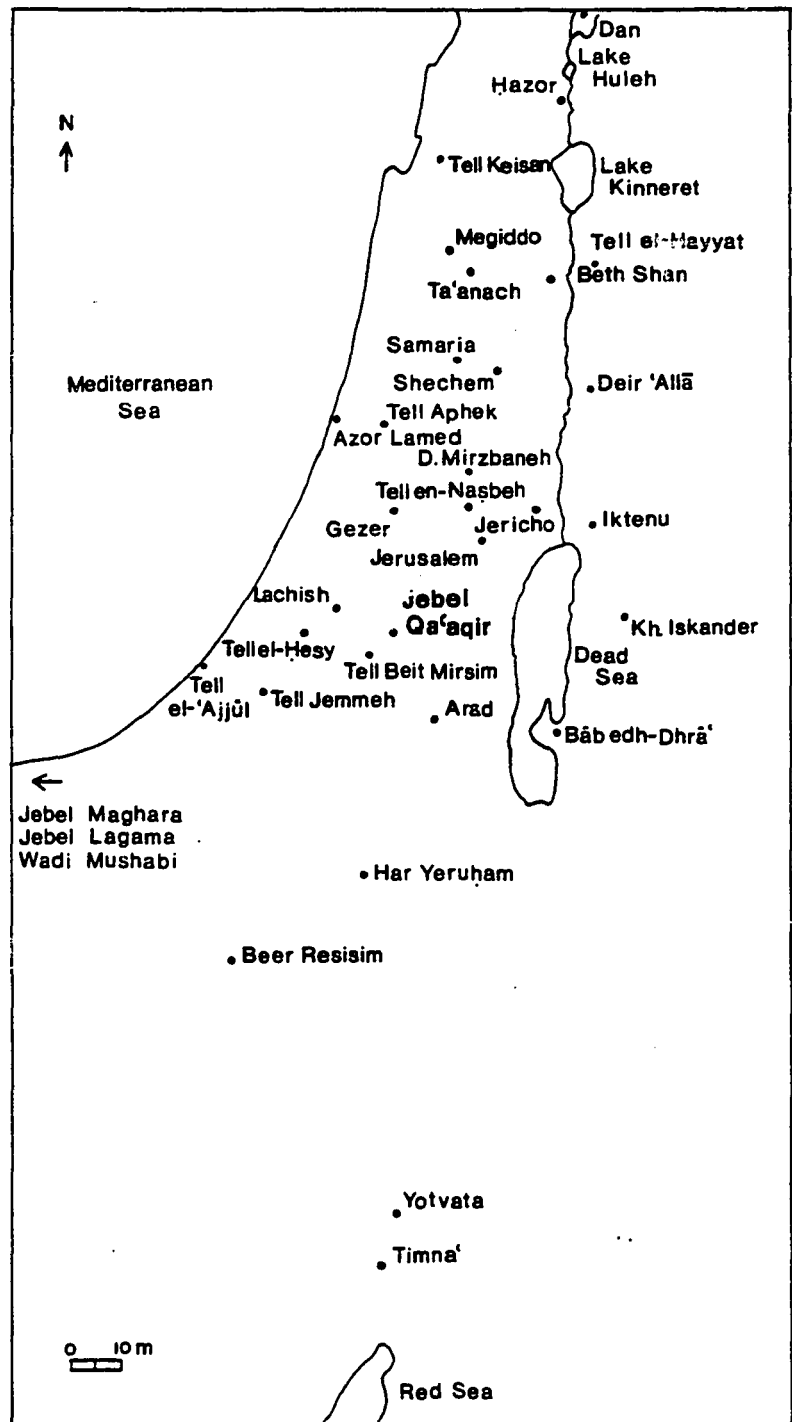 Dan
Lake
Huleh
Hazor
N
Tell Keisan
Lake
Kinneret
Megiddo
Tell el-Hayyat
Ta‘anach
Beth Shan
Samaria
Mediterranean
Sea
Shechem
Deir ‘Allā
Tell Aphek
Azor Lamed
D. Mirzbaneh
Tell en-Nasbeh
Gezer
Jericho
Iktenu
Jerusalem
Lachish
Jebel
Qa‘aqir
Kh. Iskander
Tell el-Hesy
Dead
Sea
Tell Beit Mirsim
Tell
el-‘Ajjûl
Tell Jemmeh
Arad
Bâb edh-Dhrâ‘
Jebel Maghara
Jebel Lagama
Wadi Mushabi
Har Yeruham
Beer Resisim
Yotvata
Timna‘
0 10 m
Red Sea